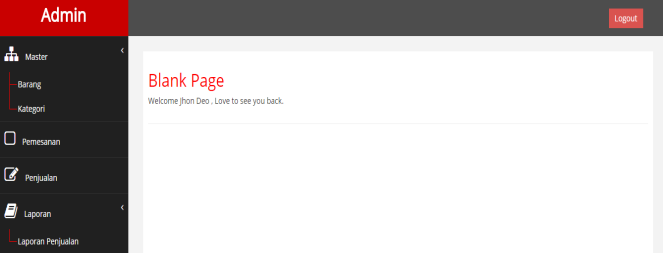 Admin
Logout
Master
Barang
Kategori
Pemesanan
Penjualan
Laporan
Laporan Penjualan
Blank Page
Welcome Jhon Deo , Love to see you back.